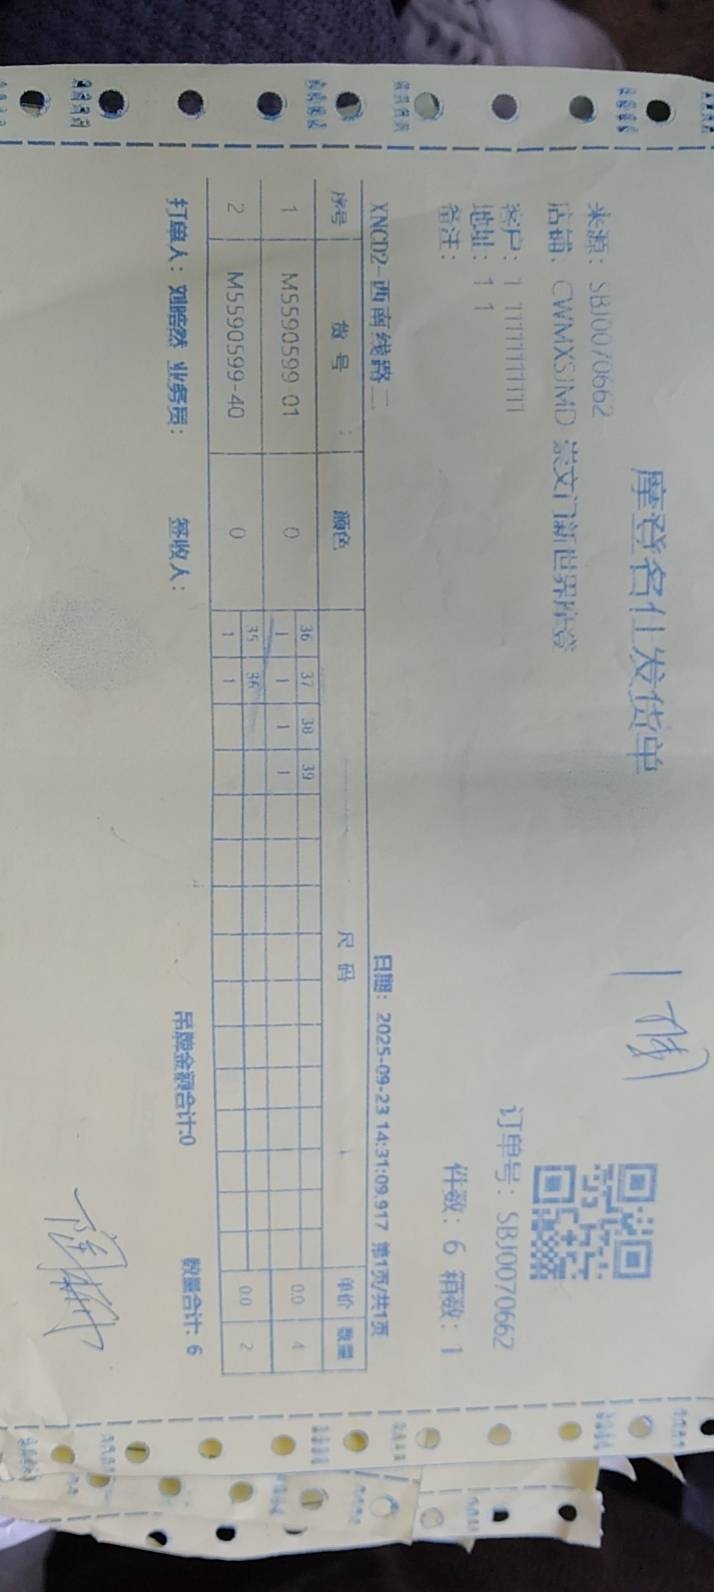 摩登名仕发货单
来源: SBJ0070662
店铺: CWMXSJMD 崇文门新世界
订单号: SBJ0070662
客户: 1 11111111111
地址: 1 1
件数: 6 箱数: 1
备注:
XNCD2-西南线路二 日期: 2025-09-23 14:31:09.917 第1页/共1页
序号 货号 颜色 尺码 单价 数量
36 37 38 39
1 M5590599 01 0 1 1 1 1 0.0 4
35 36
2 M5590599-40 0 1 1 0.0 2
打单人: 刘皓然 业务员: 签收人: 吊牌金额合计:0 数量合计: 6